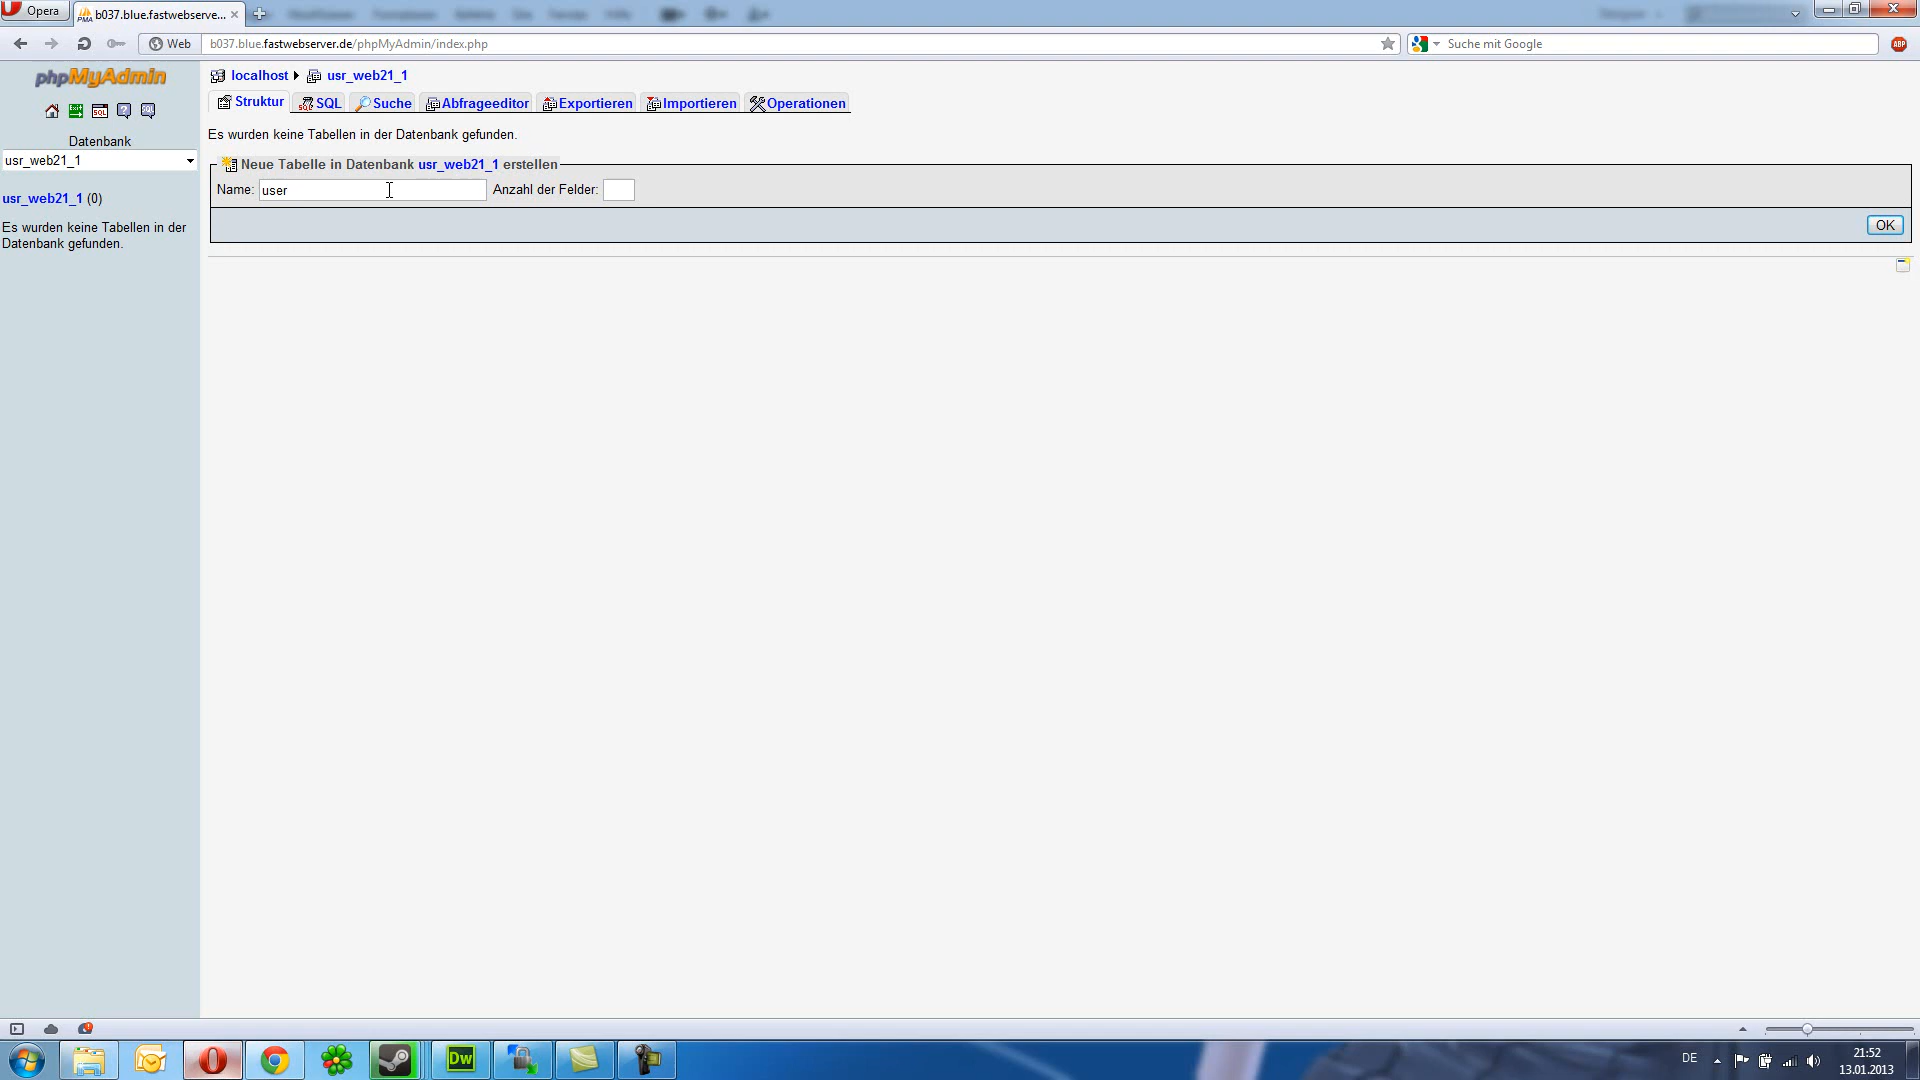 Opera
b037.blue.fastwebserve...
Web
b037.blue.fastwebserver.de/phpMyAdmin/index.php
Suche mit Google
ABP
phpMyAdmin
localhost
usr_web21_1
Struktur
SQL
Suche
Abfrageeditor
Exportieren
Importieren
Operationen
Datenbank
usr_web21_1
usr_web21_1 (0)
Es wurden keine Tabellen in der
Datenbank gefunden.
Es wurden keine Tabellen in der Datenbank gefunden.
Neue Tabelle in Datenbank usr_web21_1 erstellen
Name: user
Anzahl der Felder:
OK
Dw
DE
21:52
13.01.2013